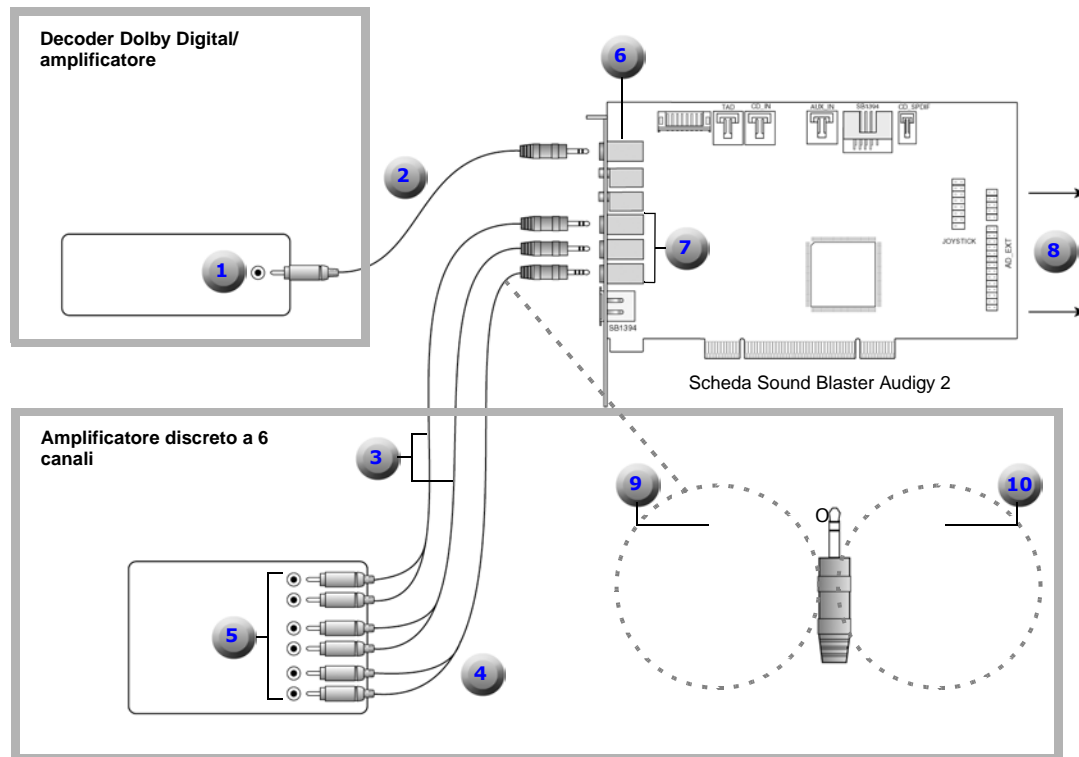 Decoder Dolby Digital/
amplificatore
6
TAD CD_IN AUX_IN SB1394 CD_SPDIF
2
1
7
JOYSTICK
AD_EXT
8
SB1394
Scheda Sound Blaster Audigy 2
Amplificatore discreto a 6
canali
3
9
O
10
5
4